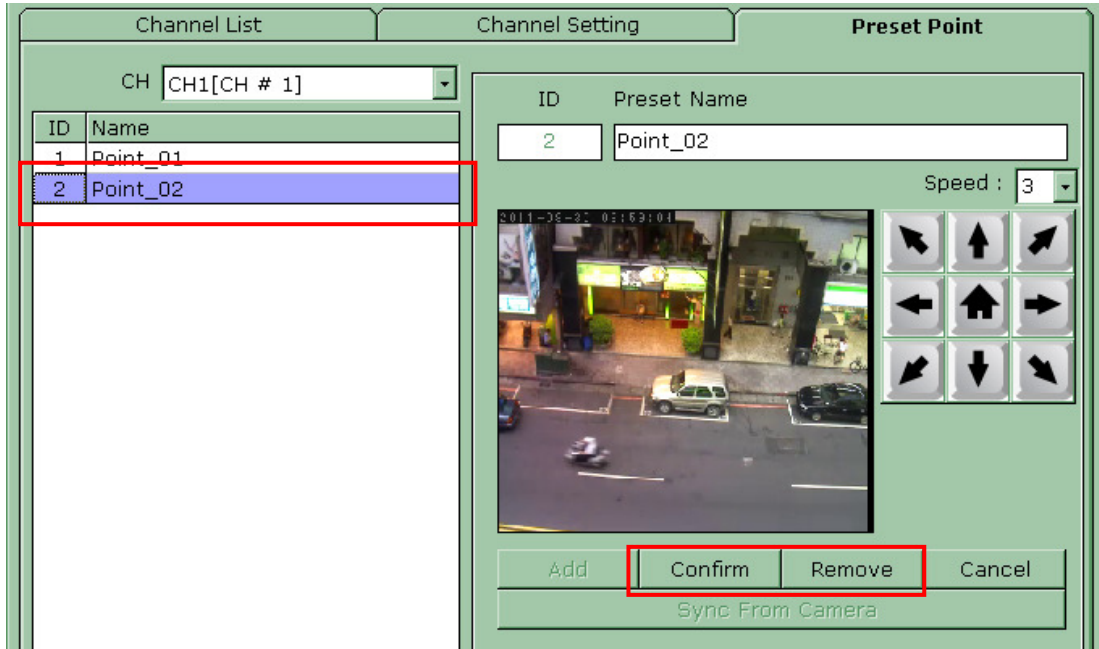 Channel List
Channel Setting
Preset Point
CH
CH1[CH # 1]
ID
Name
1
Point_01
2
Point_02
ID
Preset Name
2
Point_02
Speed :
3
Add
Confirm
Remove
Cancel
Sync From Camera